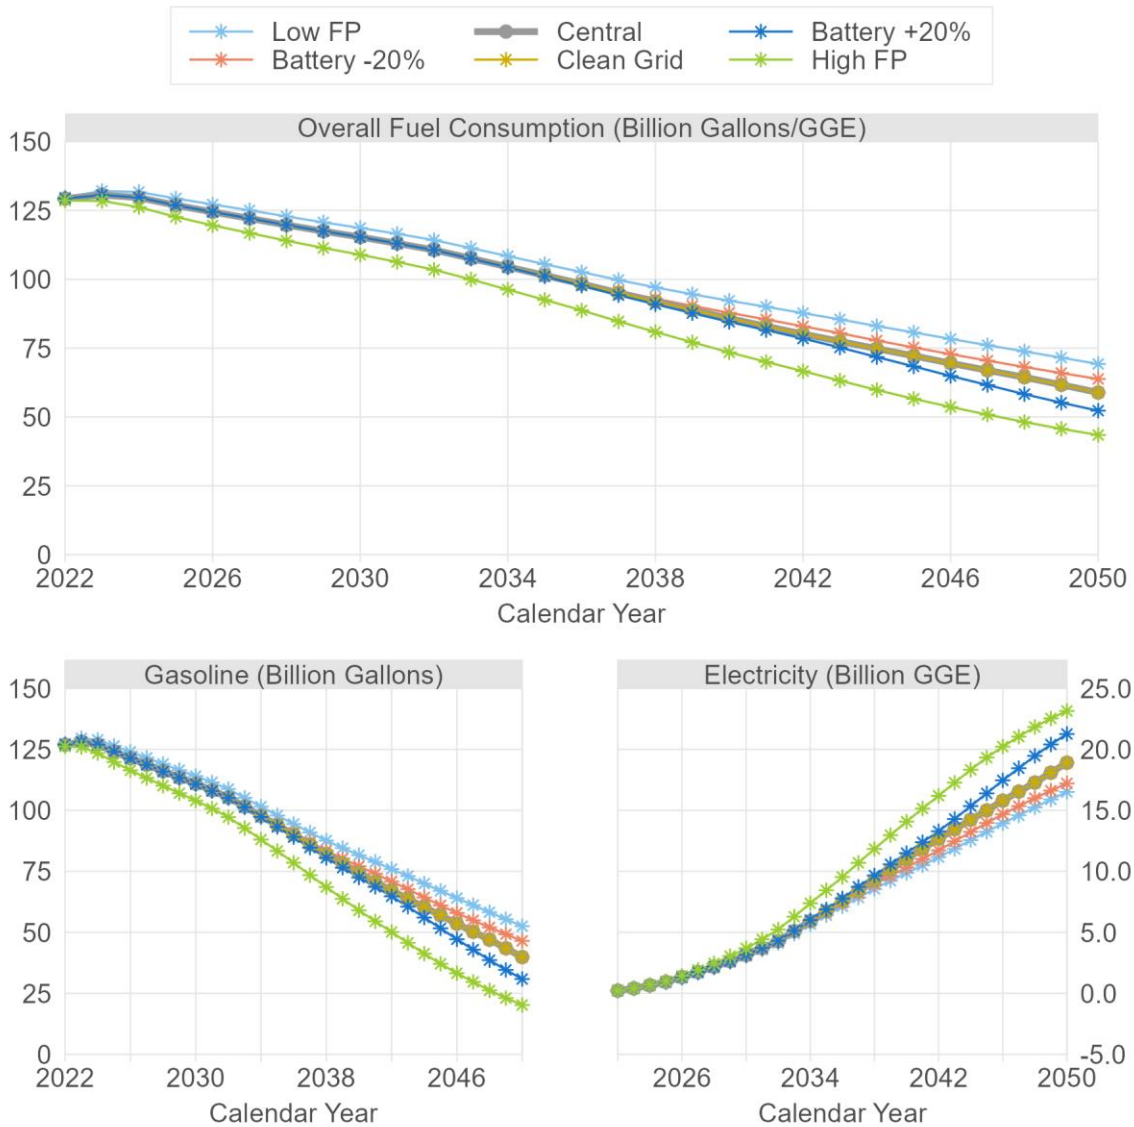 Low FP Central Battery +20%
Battery -20% Clean Grid High FP
Overall Fuel Consumption (Billion Gallons/GGE)
150
125
100
75
50
25
0
2022 2026 2030 2034 2038 2042 2046 2050
Calendar Year
Gasoline (Billion Gallons)
150
125
100
75
50
25
0
2022 2030 2038 2046
Calendar Year
Electricity (Billion GGE)
25.0
20.0
15.0
10.0
5.0
0.0
-5.0
2026 2034 2042 2050
Calendar Year